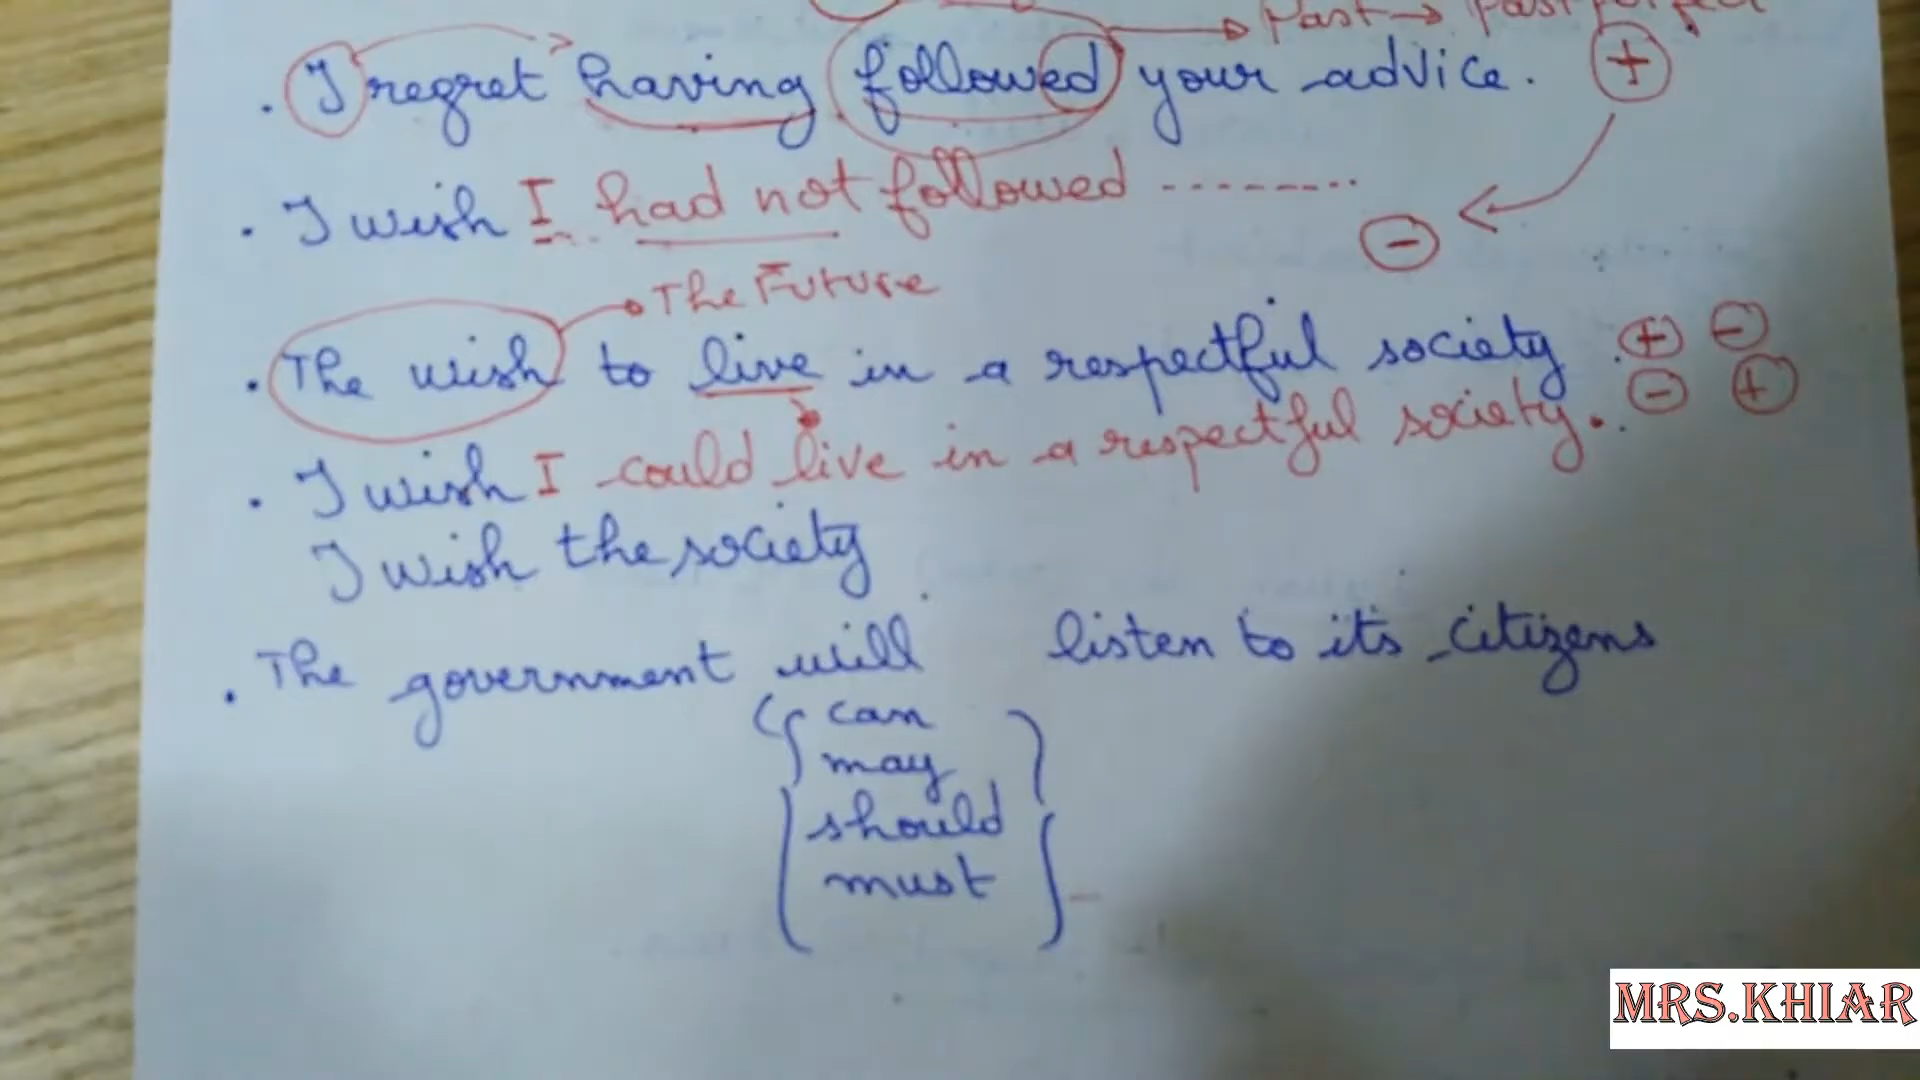 Past → Past perfect
. I regret having followed your advice. +
. I wish I had not followed --------.
-
The Future
. The wish to live in a respectful society . + -
- +
. I wish I could live in a respectful society.
I wish the society
. The government will listen to its citizens
can
may
should
must
MRS.KHIAR